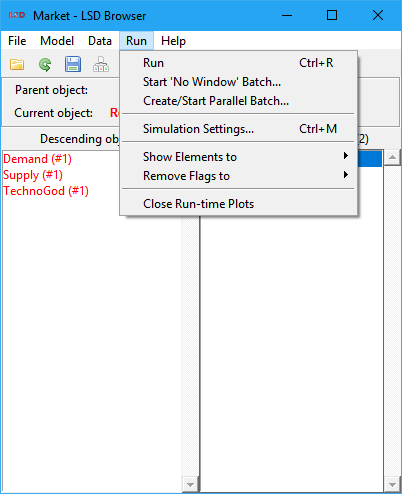 LSD Market - LSD Browser
File Model Data Run Help
Run Ctrl+R
Start 'No Window' Batch...
Create/Start Parallel Batch...
Simulation Settings... Ctrl+M
Show Elements to
Remove Flags to
Close Run-time Plots
Parent object:
Current object:
Descending
2)
Demand (#1)
Supply (#1)
TechnoGod (#1)